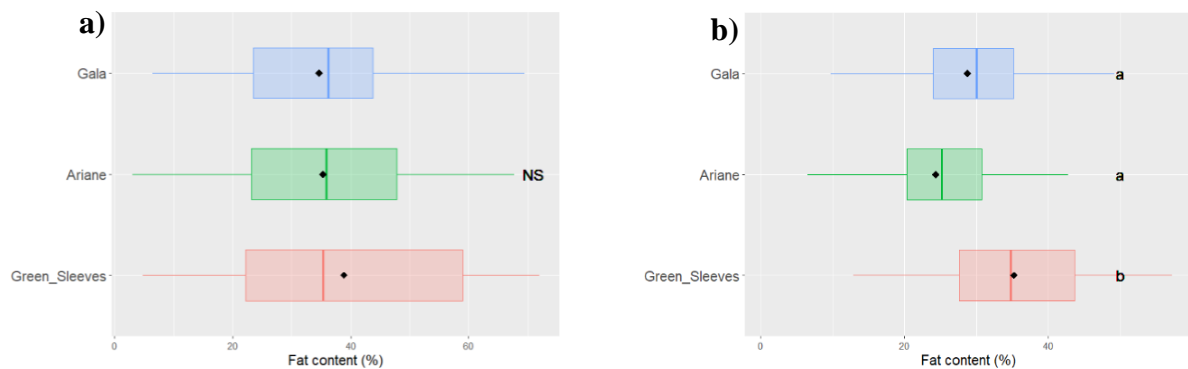 a)
Gala
Ariane
NS
Green_Sleeves
0 20 40 60
Fat content (%)
b)
Gala
a
Ariane
a
Green_Sleeves
b
0 20 40
Fat content (%)